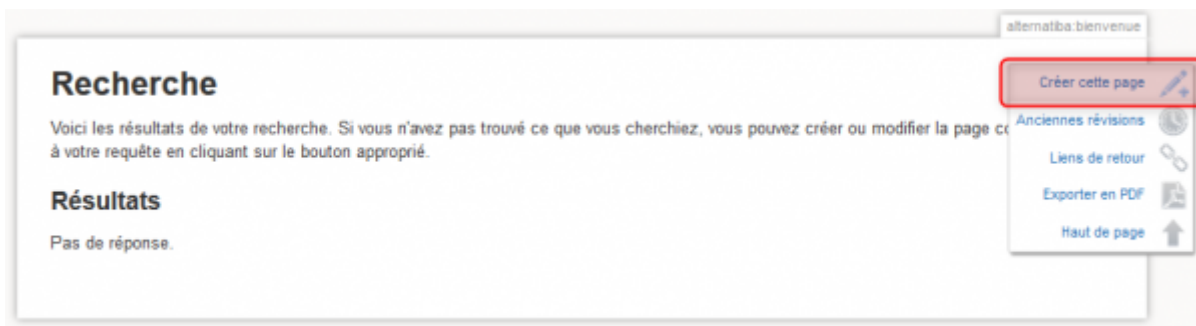 alternatiba:bienvenue
Recherche
Créer cette page
Voici les résultats de votre recherche. Si vous n'avez pas trouvé ce que vous cherchiez, vous pouvez créer ou modifier la page
Anciennes révisions
à votre requête en cliquant sur le bouton approprié.
Liens de retour
Résultats
Exporter en PDF
Pas de réponse.
Haut de page